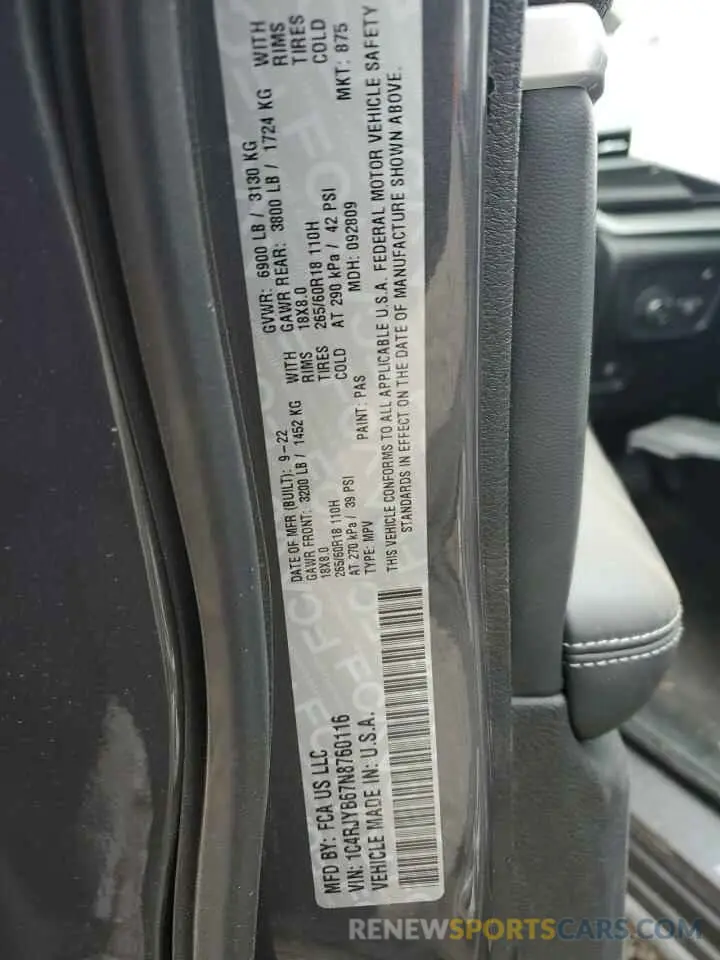 MFD BY: FCA US LLC
DATE OF MFR (BUILT): 9-22
GVWR: 6900 LB / 3130 KG
GAWR FRONT: 3200 LB / 1452 KG WITH
18X8.0 RIMS
265/60R18 110H TIRES
AT 270 kPa / 39 PSI COLD
GAWR REAR: 3800 LB / 1724 KG WITH
18X8.0 RIMS
265/60R18 110H TIRES
AT 290 kPa / 42 PSI COLD
VIN: 1C4RJYB67N8760116
TYPE: MPV
PAINT: PAS
MDH: 092809
MKT: 875
VEHICLE MADE IN: U.S.A.
THIS VEHICLE CONFORMS TO ALL APPLICABLE U.S.A. FEDERAL MOTOR VEHICLE SAFETY
STANDARDS IN EFFECT ON THE DATE OF MANUFACTURE SHOWN ABOVE.
RENEWSPORTSCARS.COM